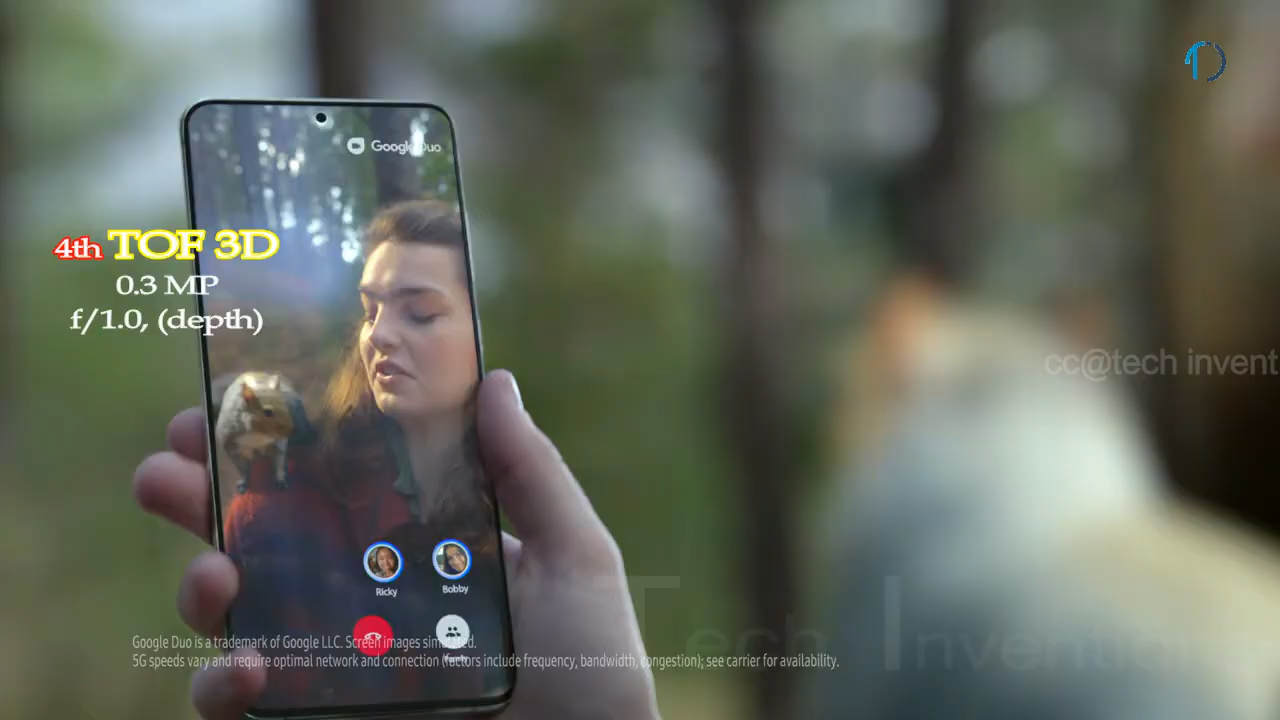 Google Duo
4th TOF 3D
0.3 MP
f/1.0, (depth)
cc@tech invent
Ricky
Bobby
Tech Invent
Google Duo is a trademark of Google LLC. Screen images simulated.
5G speeds vary and require optimal network and connection (factors include frequency, bandwidth, congestion); see carrier for availability.